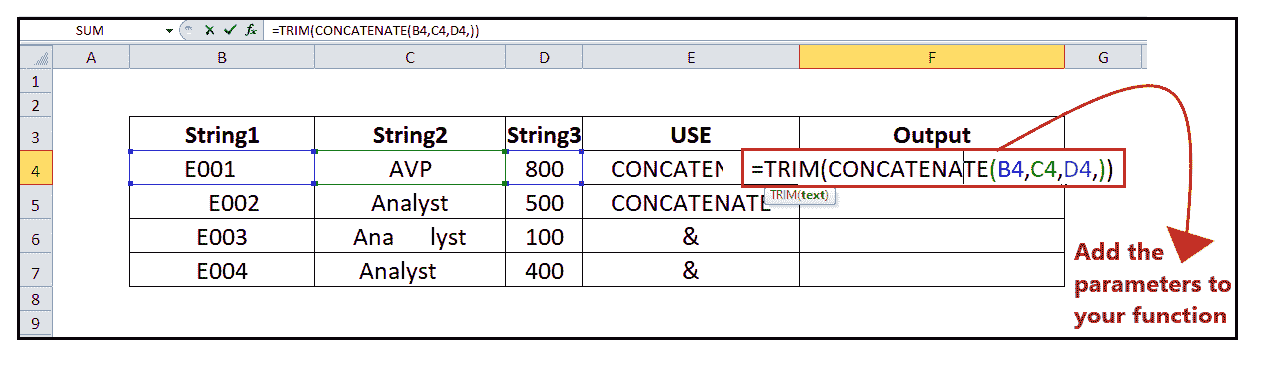 SUM =TRIM(CONCATENATE(B4,C4,D4,))
A B C D E F G
1
2
3 String1 String2 String3 USE Output
4 E001 AVP 800 CONCATEN =TRIM(CONCATENATE(B4,C4,D4,))
TRIM(text)
5 E002 Analyst 500 CONCATENATE
6 E003 Ana lyst 100 &
7 E004 Analyst 400 &
8
9
Add the
parameters to
your function